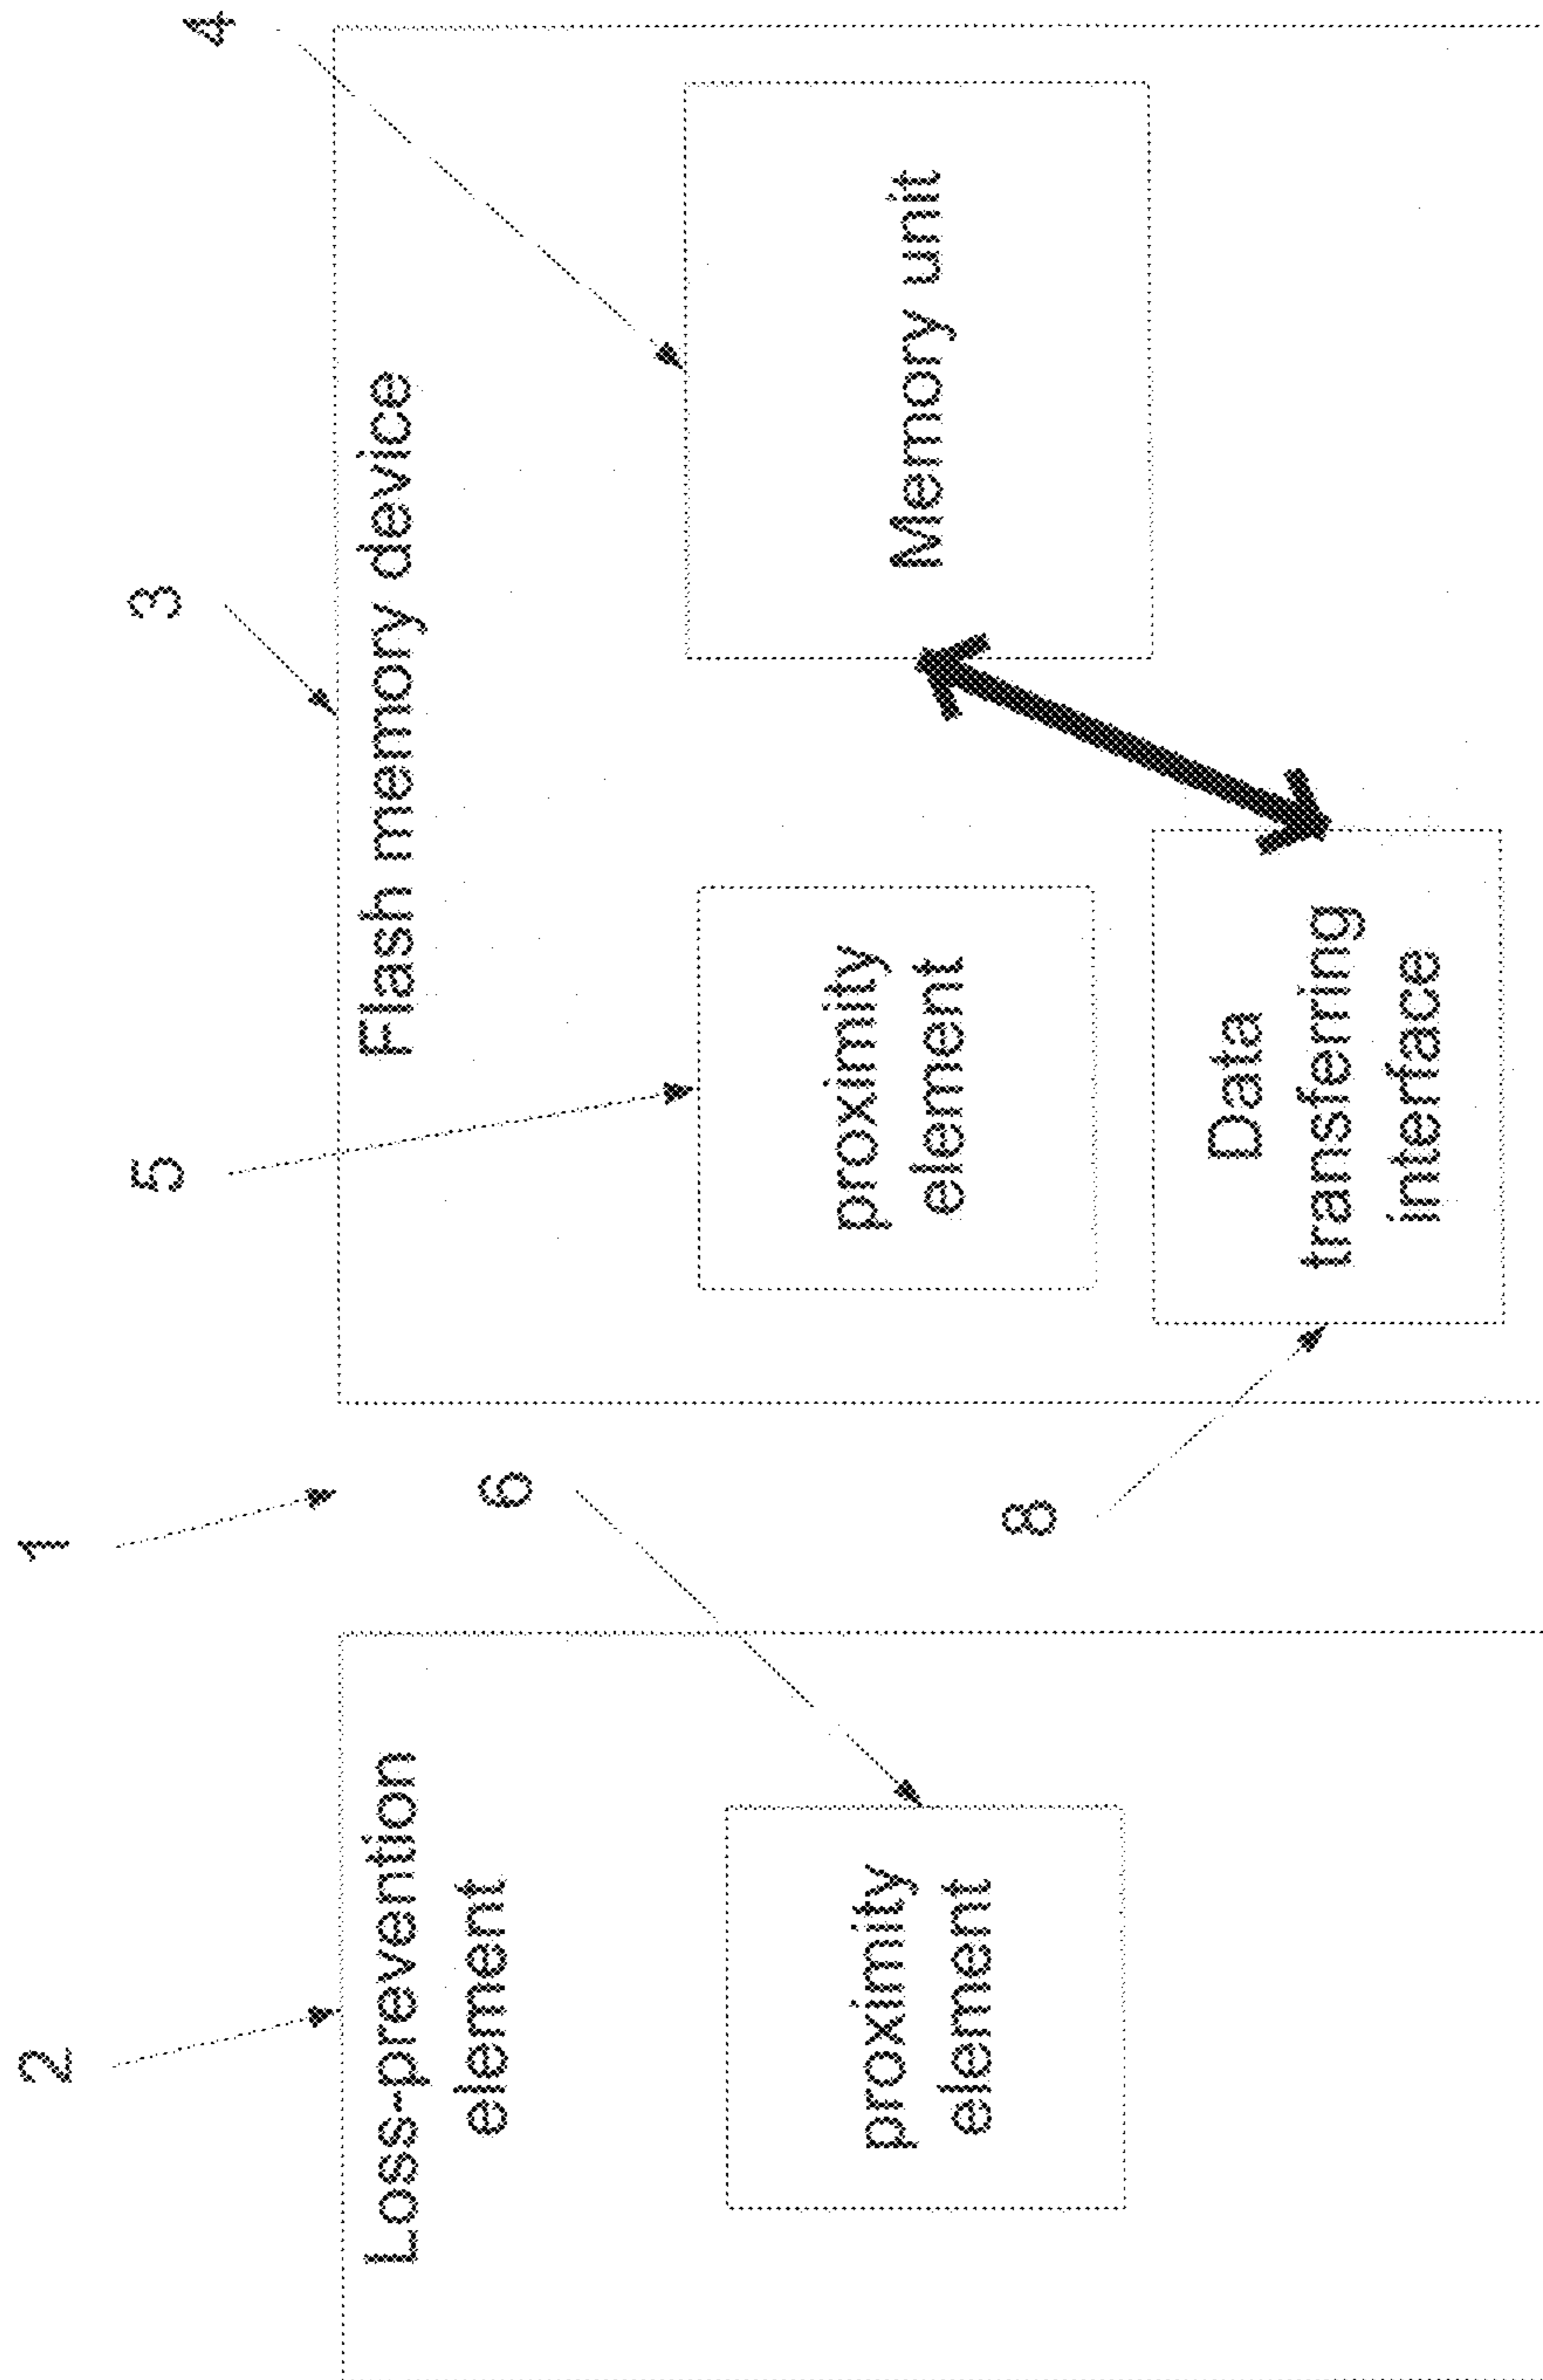 1
2
Loss-prevention
element
6
proximity
element
3
4
5
Flash memory device
proximity
element
Memory unit
8
Data
transferring
interface